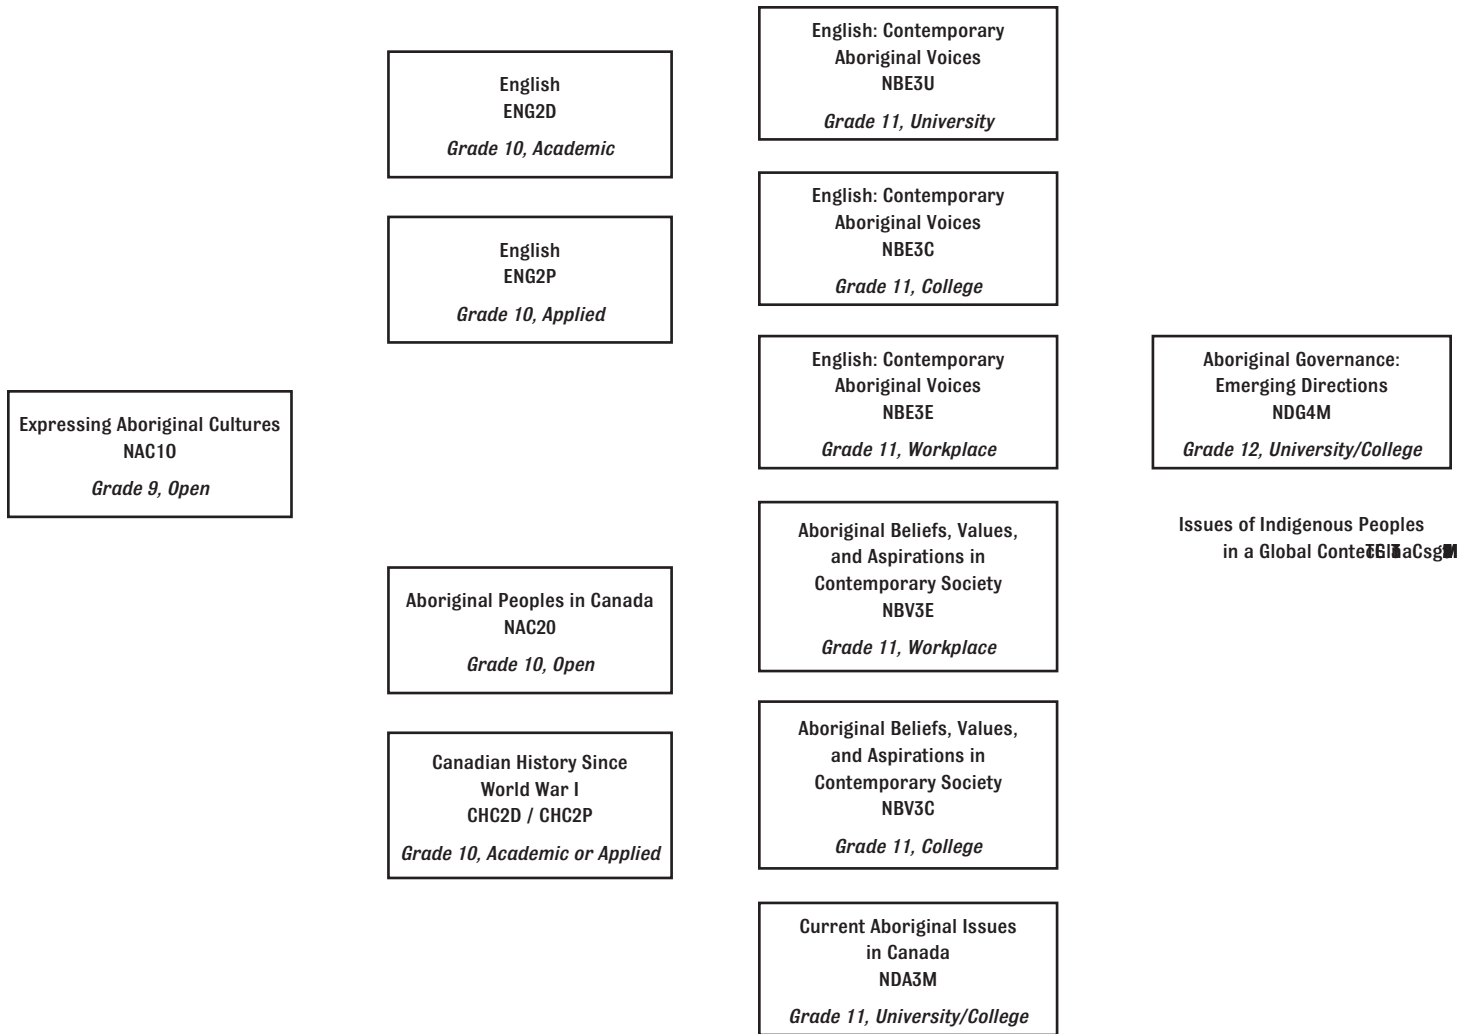 English
ENG2D
Grade 10, Academic
English
ENG2P
Grade 10, Applied
English: Contemporary
Aboriginal Voices
NBE3U
Grade 11, University
English: Contemporary
Aboriginal Voices
NBE3C
Grade 11, College
English: Contemporary
Aboriginal Voices
NBE3E
Grade 11, Workplace
Aboriginal Governance:
Emerging Directions
NDG4M
Grade 12, University/College
Expressing Aboriginal Cultures
NAC1O
Grade 9, Open
Issues of Indigenous Peoples
in a Global
Aboriginal Peoples in Canada
NAC2O
Grade 10, Open
Canadian History Since
World War I
CHC2D / CHC2P
Grade 10, Academic or Applied
Aboriginal Beliefs, Values,
and Aspirations in
Contemporary Society
NBV3E
Grade 11, Workplace
Aboriginal Beliefs, Values,
and Aspirations in
Contemporary Society
NBV3C
Grade 11, College
Current Aboriginal Issues
in Canada
NDA3M
Grade 11, University/College